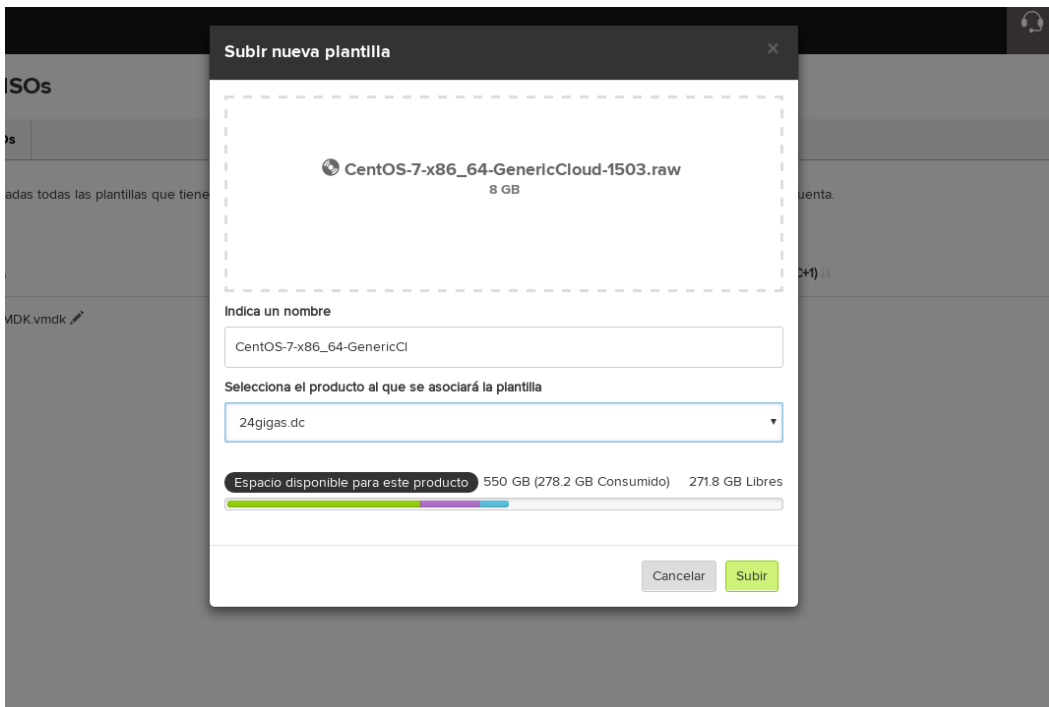 Subir nueva plantilla ×
ISOs
CentOS-7-x86_64-GenericCloud-1503.raw
8 GB
adas todas las plantillas que tiene
uenta.
C+1)
MDK.vmdk
Indica un nombre
CentOS-7-x86_64-GenericCl
Selecciona el producto al que se asociará la plantilla
24gigas.dc
Espacio disponible para este producto 550 GB (278.2 GB Consumido) 271.8 GB Libres
Cancelar Subir